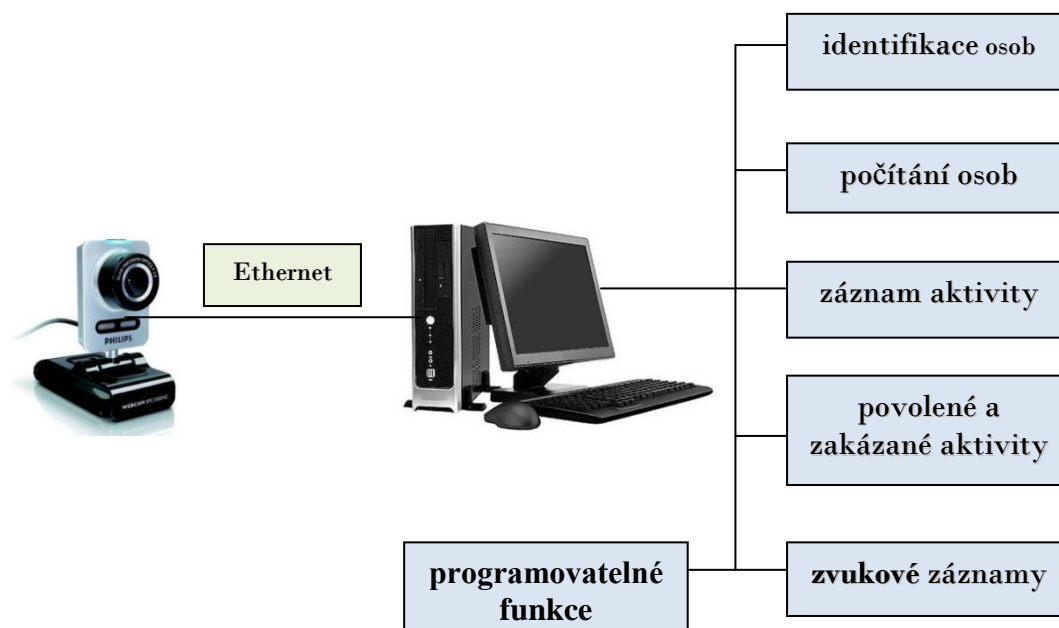 identifikace osob
počítání osob
Ethernet
záznam aktivity
PHILIPS
povolené a
zakázané aktivity
programovatelné
funkce
zvukové záznamy